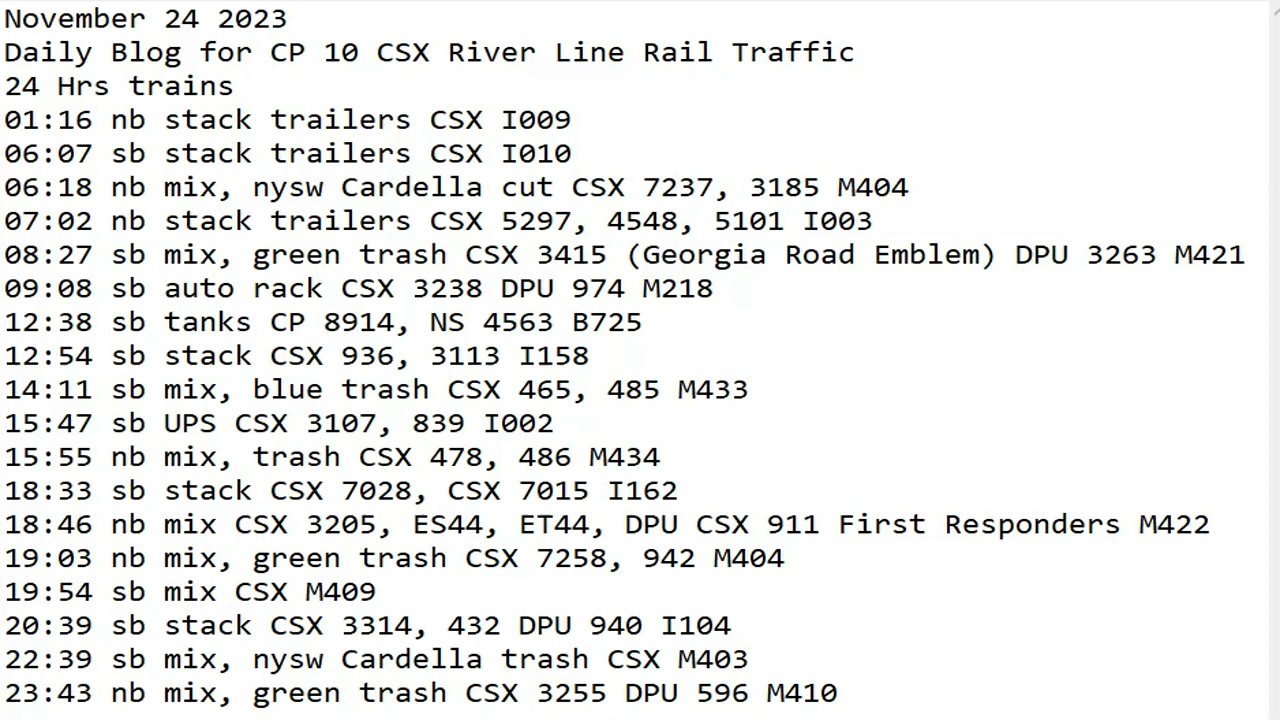 November 24 2023
Daily Blog for CP 10 CSX River Line Rail Traffic
24 Hrs trains
01:16 nb stack trailers CSX I009
06:07 sb stack trailers CSX I010
06:18 nb mix, nysw Cardella cut CSX 7237, 3185 M404
07:02 nb stack trailers CSX 5297, 4548, 5101 I003
08:27 sb mix, green trash CSX 3415 (Georgia Road Emblem) DPU 3263 M421
09:08 sb auto rack CSX 3238 DPU 974 M218
12:38 sb tanks CP 8914, NS 4563 B725
12:54 sb stack CSX 936, 3113 I158
14:11 sb mix, blue trash CSX 465, 485 M433
15:47 sb UPS CSX 3107, 839 I002
15:55 nb mix, trash CSX 478, 486 M434
18:33 sb stack CSX 7028, CSX 7015 I162
18:46 nb mix CSX 3205, ES44, ET44, DPU CSX 911 First Responders M422
19:03 nb mix, green trash CSX 7258, 942 M404
19:54 sb mix CSX M409
20:39 sb stack CSX 3314, 432 DPU 940 I104
22:39 sb mix, nysw Cardella trash CSX M403
23:43 nb mix, green trash CSX 3255 DPU 596 M410